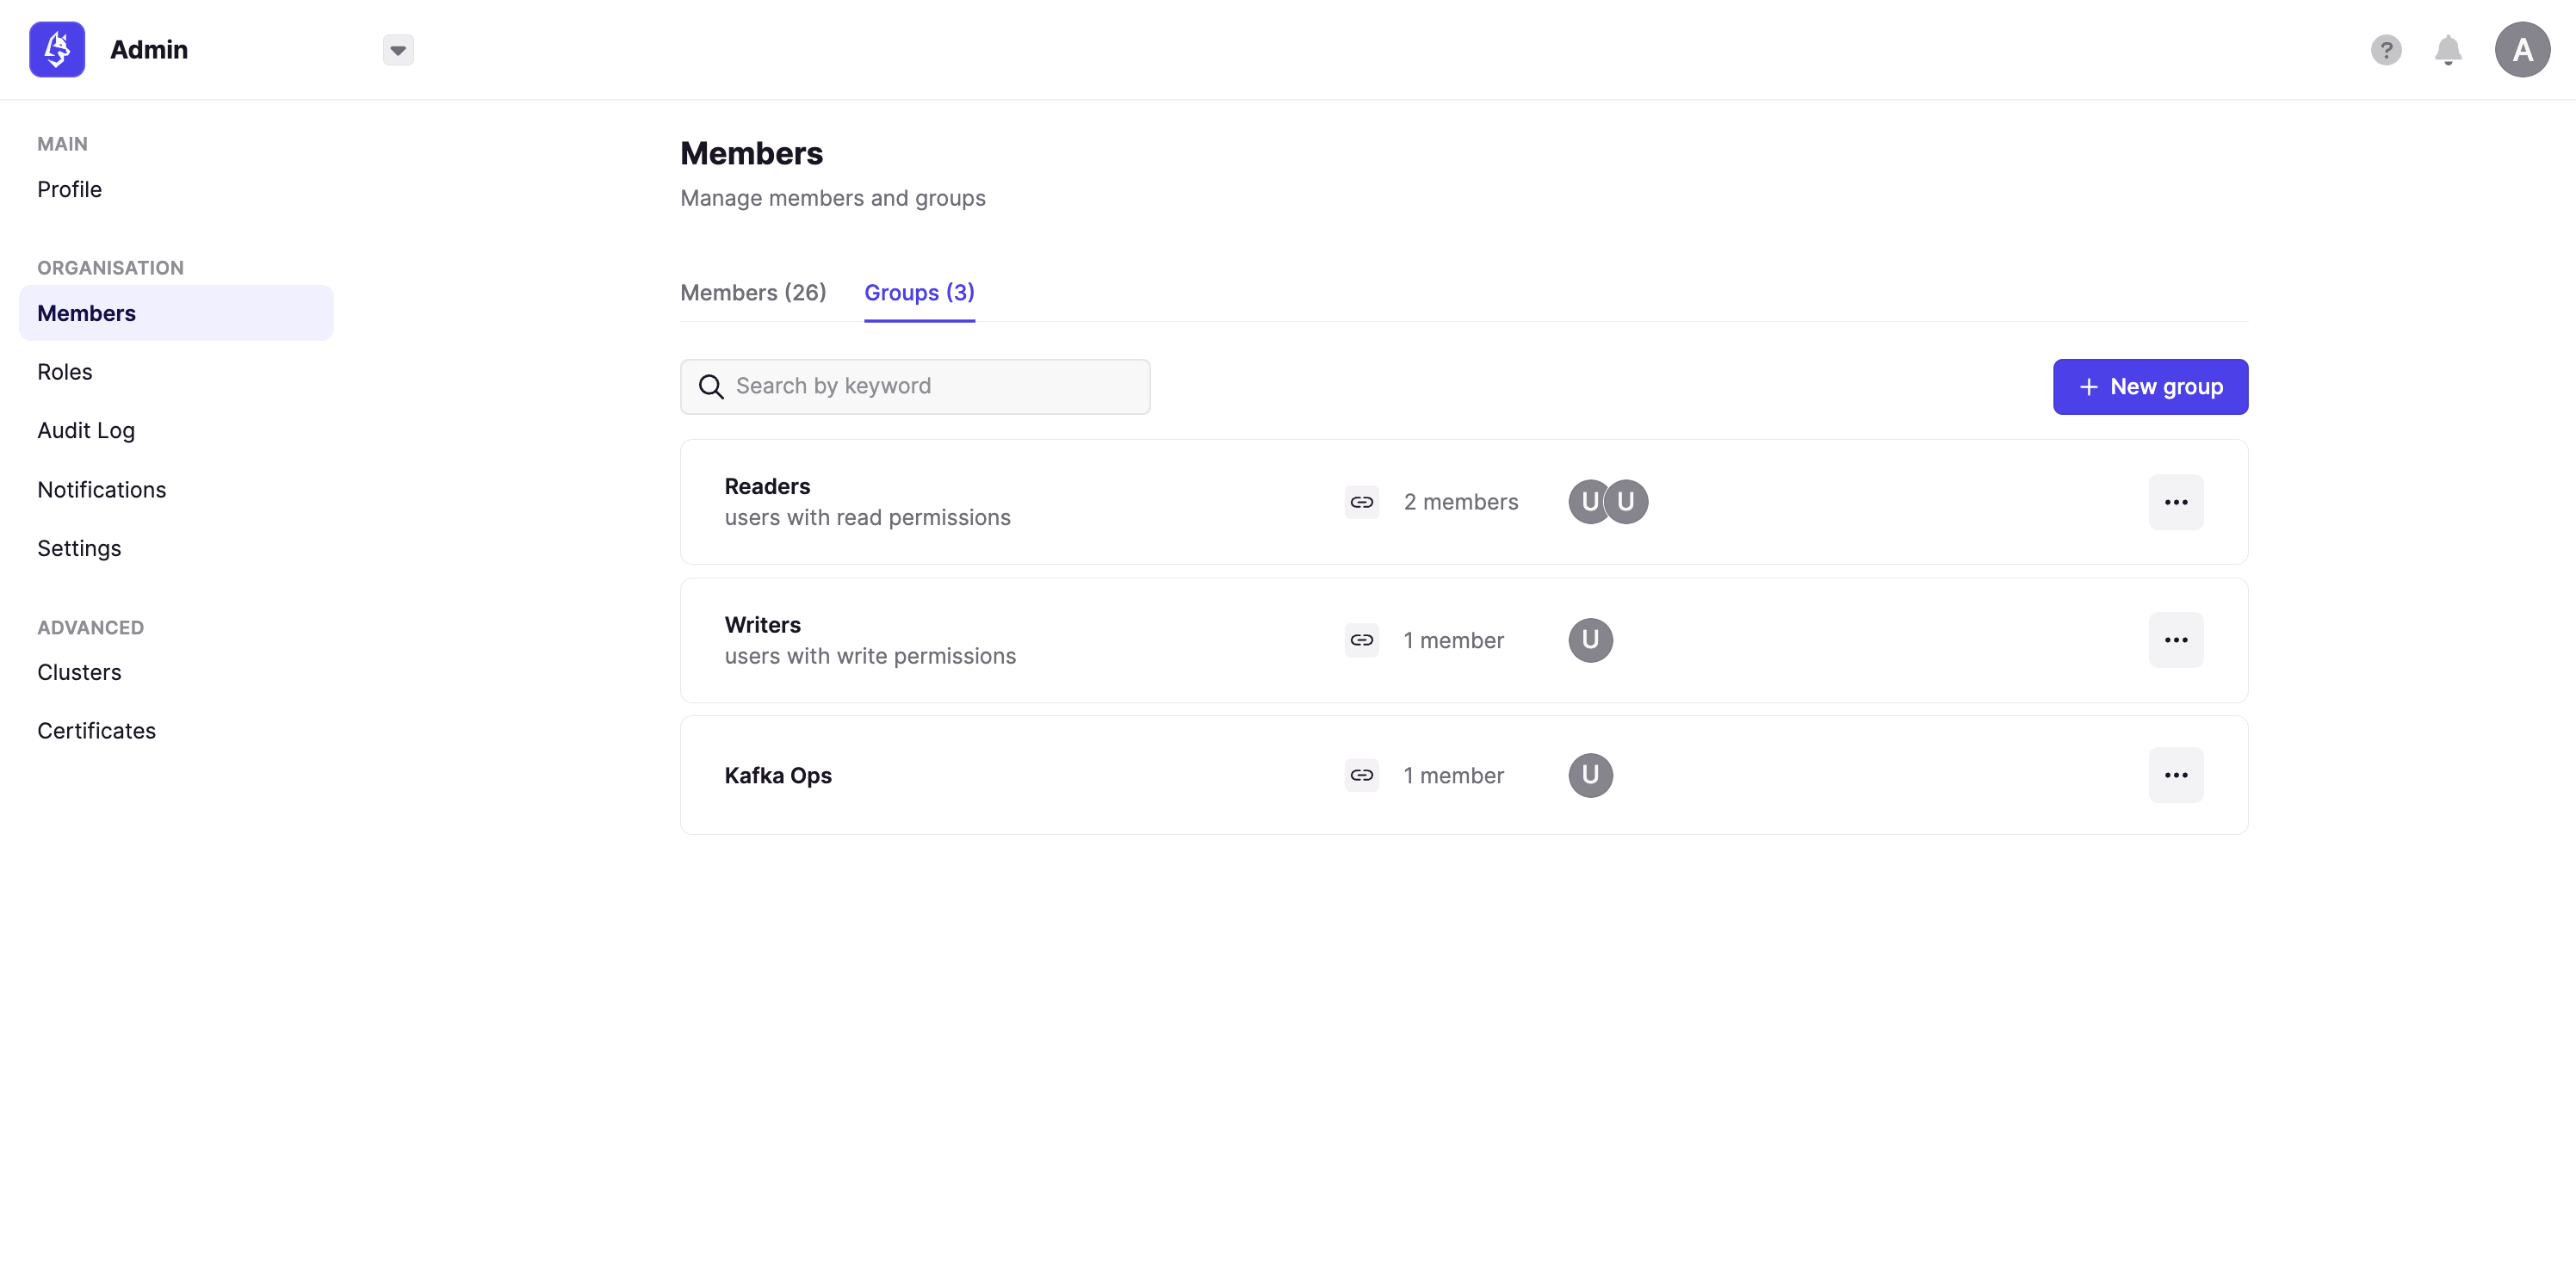 Admin
?
A
MAIN
Profile
ORGANISATION
Members
Roles
Audit Log
Notifications
Settings
ADVANCED
Clusters
Certificates
Members
Manage members and groups
Members (26)
Groups (3)
Search by keyword
+ New group
Readers
users with read permissions
2 members
U U
Writers
users with write permissions
1 member
U
Kafka Ops
1 member
U